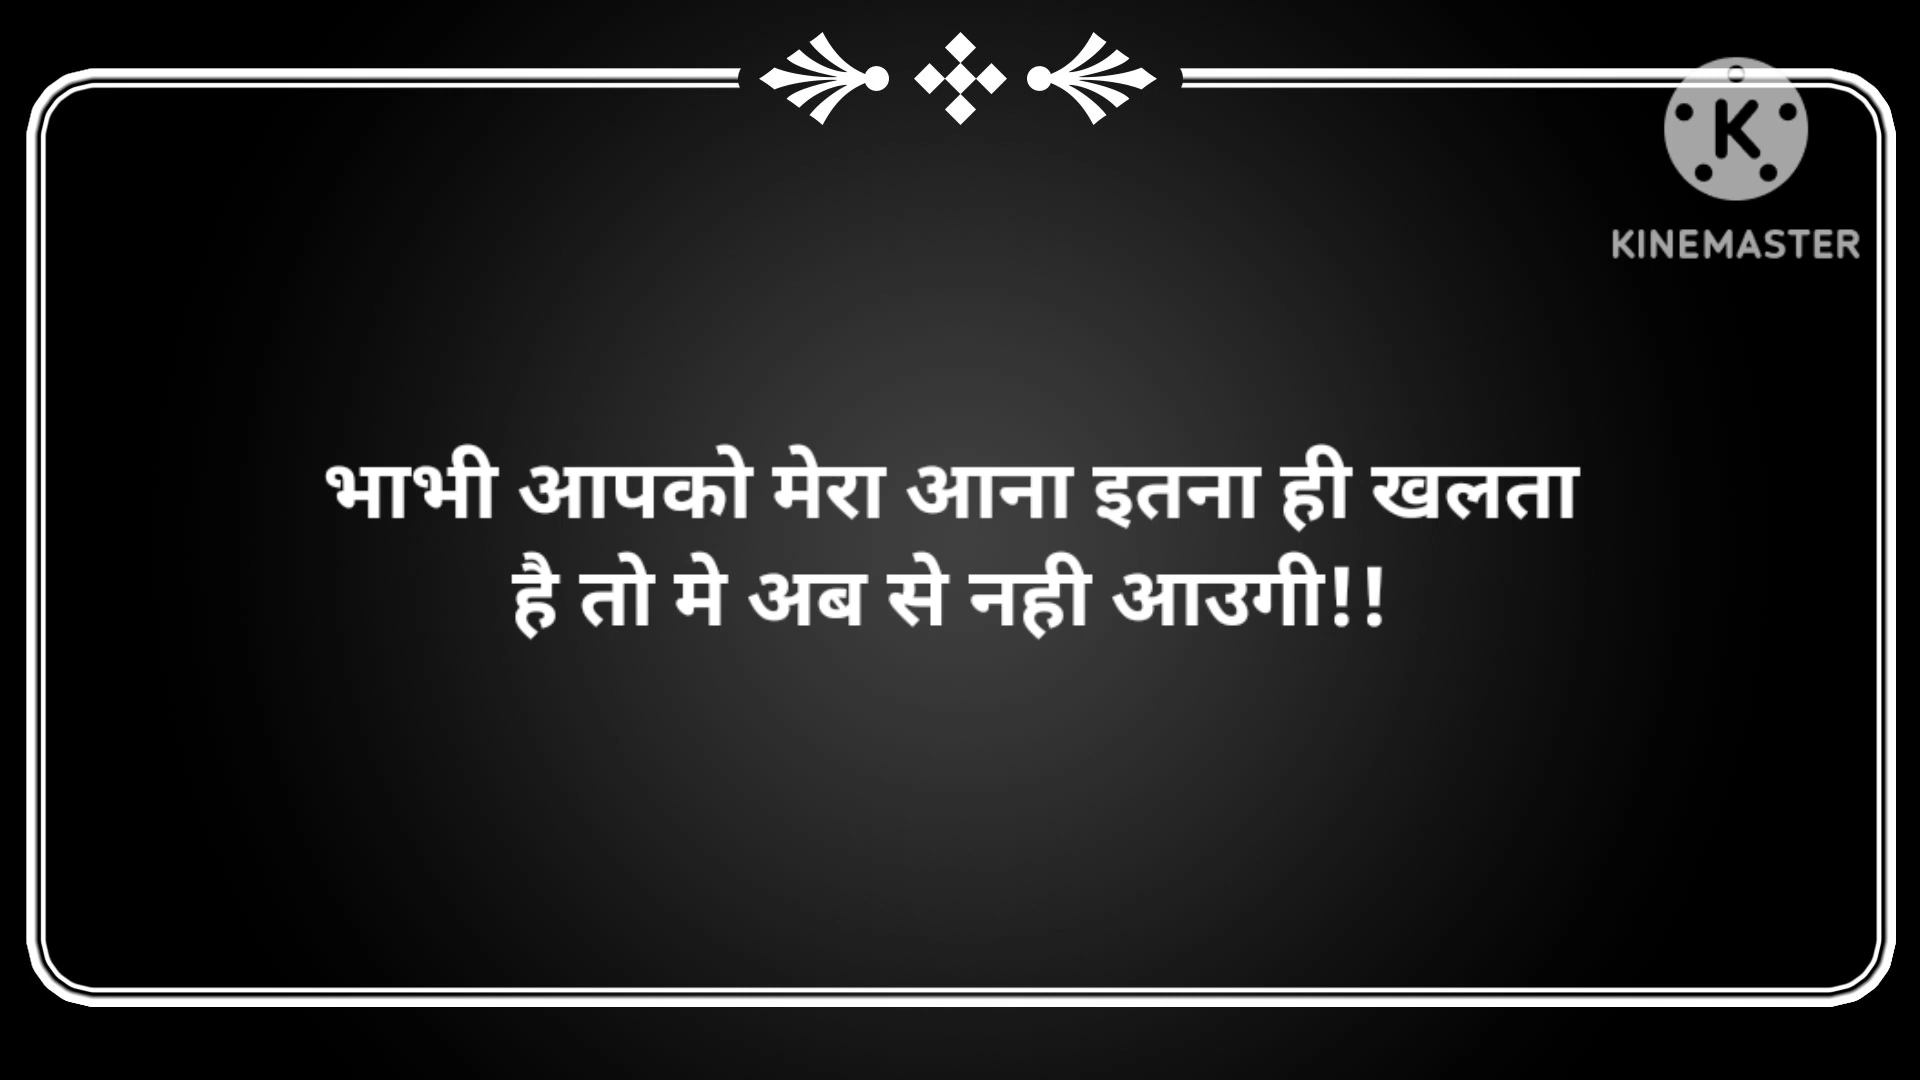 KINEMASTER
भाभी आपको मेरा आना इतना ही खलता
है तो मे अब से नही आउगी!!